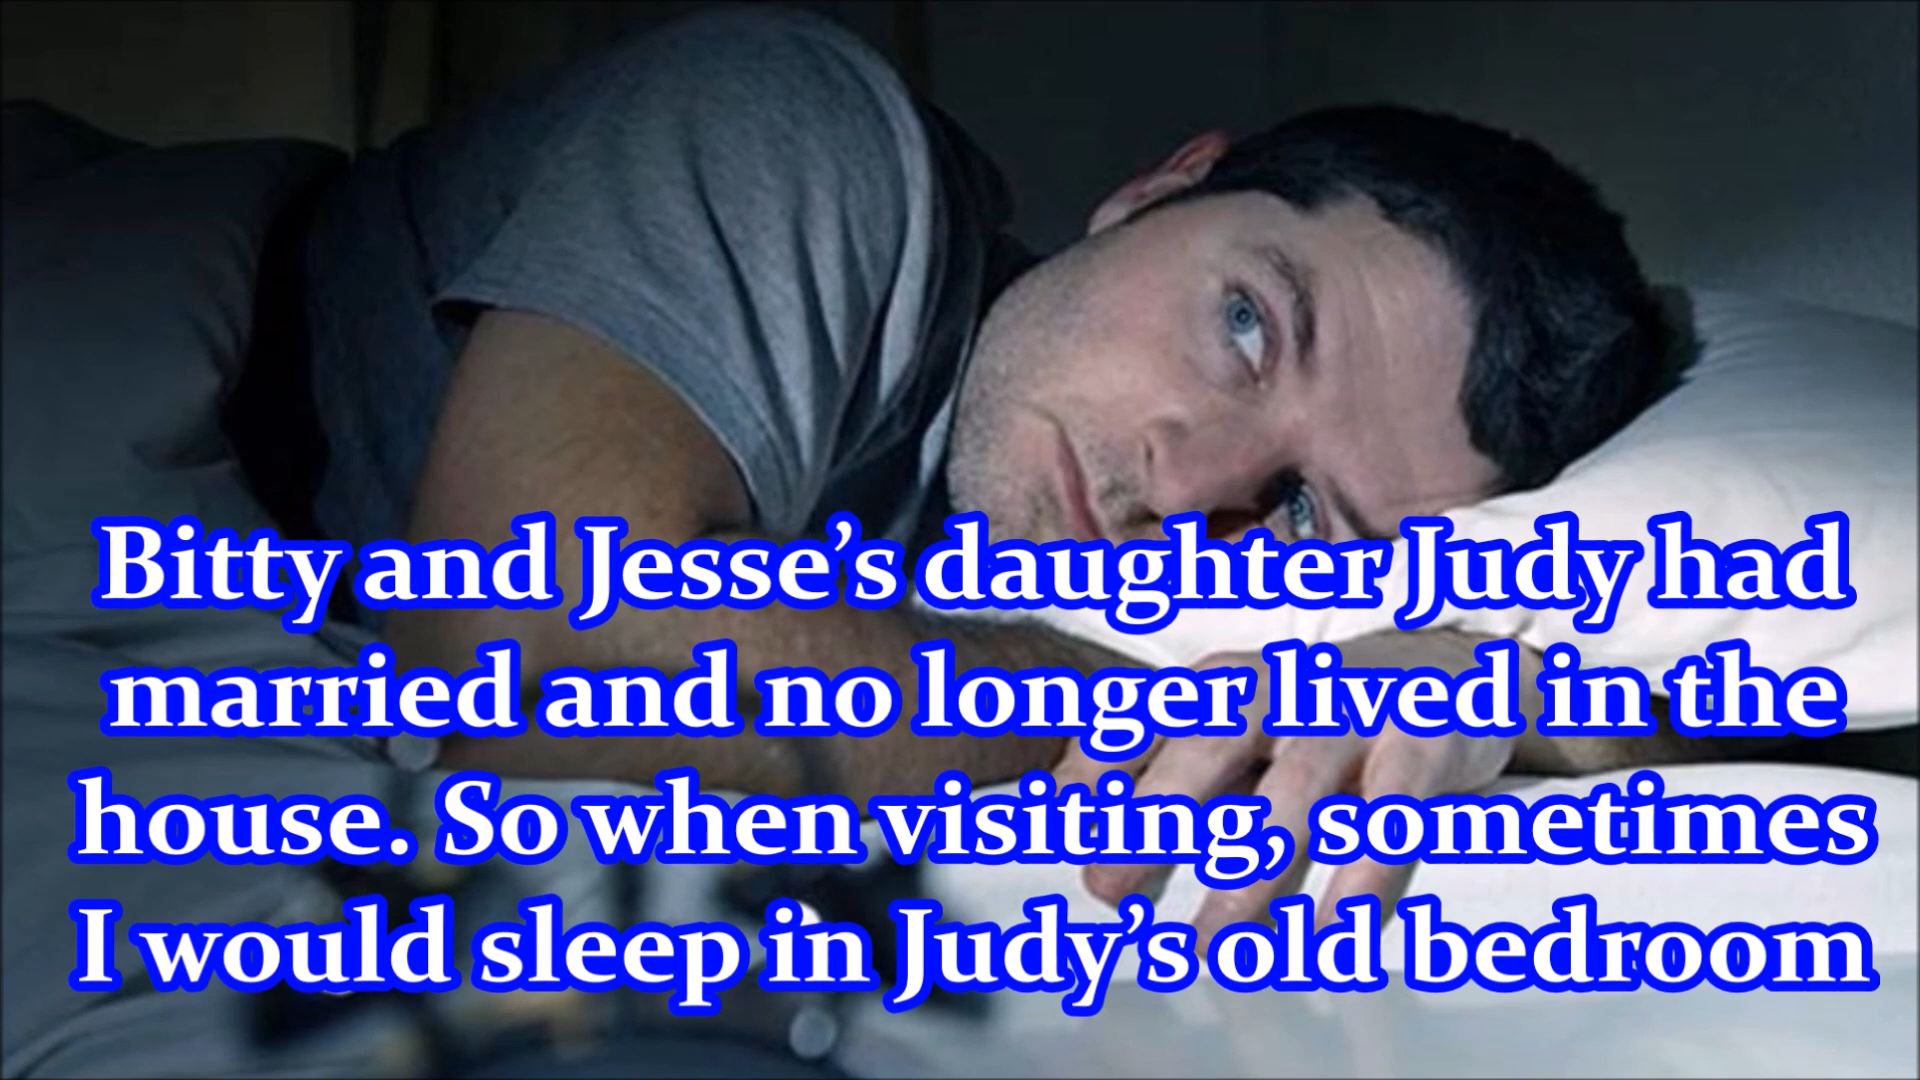 Bitty and Jesse’s daughter Judy had
married and no longer lived in the
house. So when visiting, sometimes
I would sleep in Judy’s old bedroom